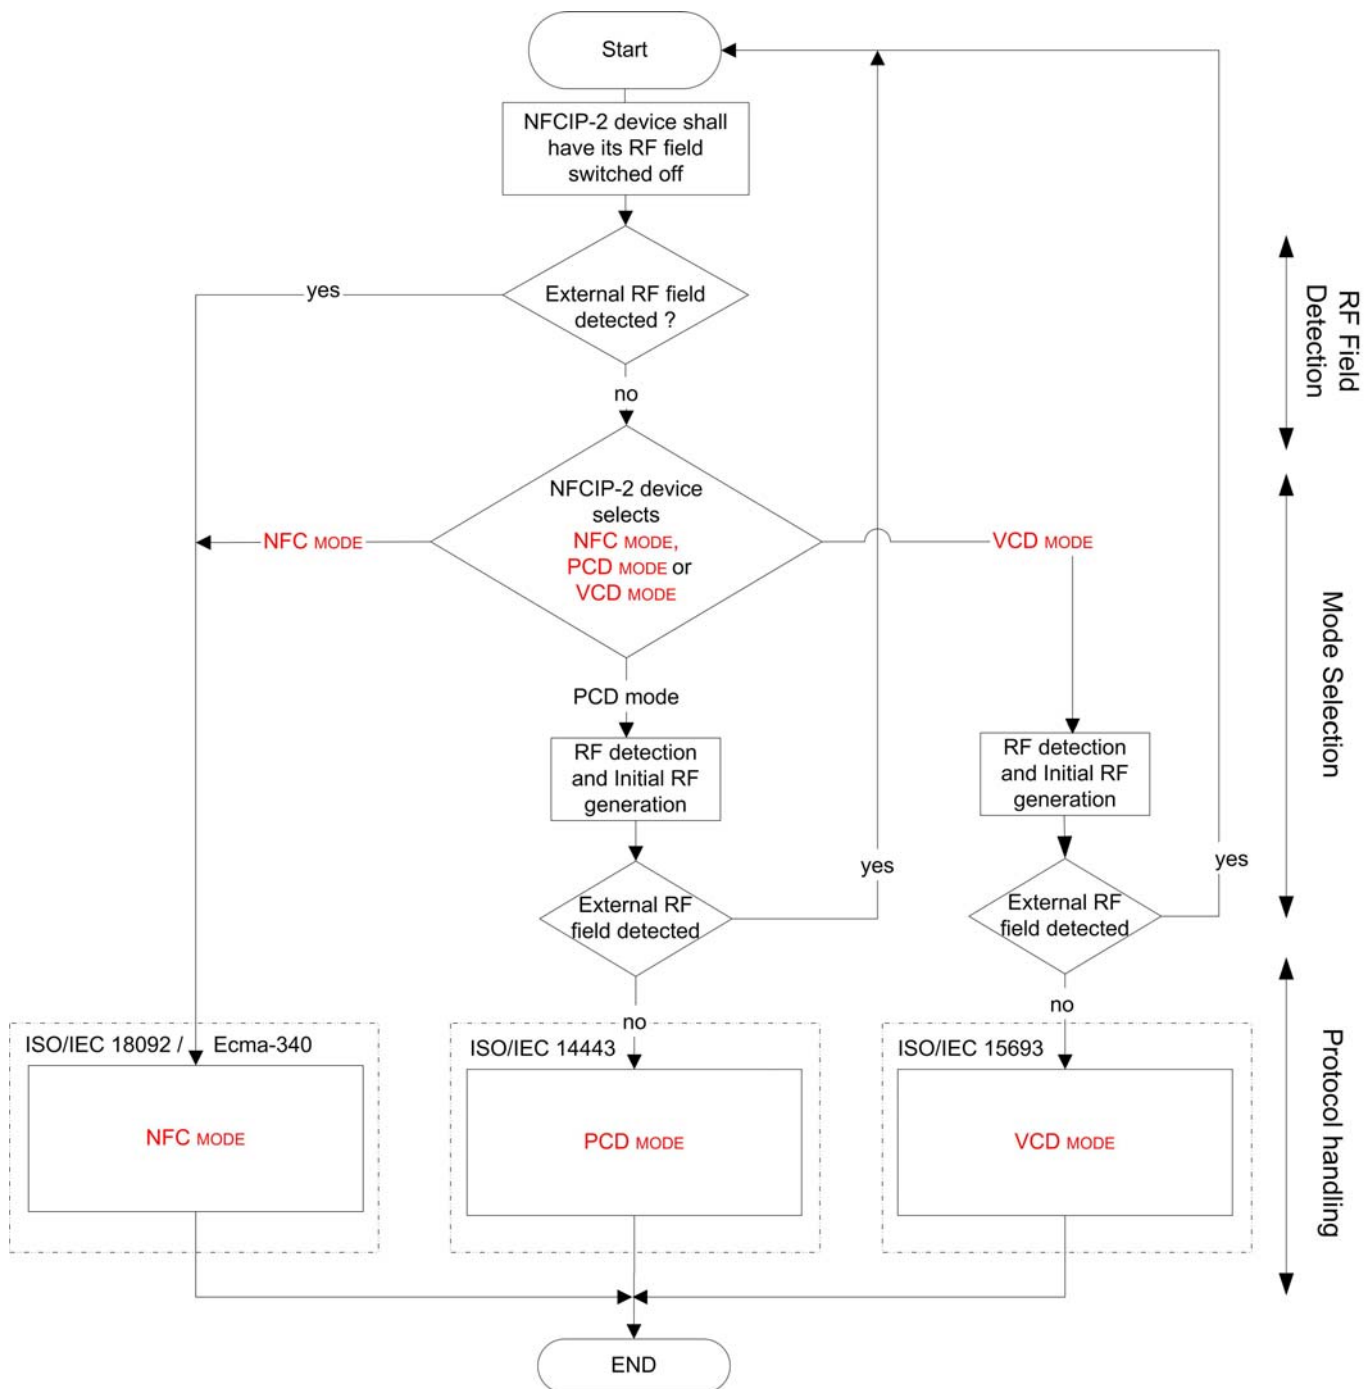 Start
NFCIP-2 device shall
have its RF field
switched off
External RF field
detected ?
yes
no
RF Field
Detection
NFCIP-2 device
selects
NFC MODE,
PCD MODE or
VCD MODE
NFC MODE
VCD MODE
PCD mode
Mode Selection
RF detection
and Initial RF
generation
RF detection
and Initial RF
generation
External RF
field detected
yes
External RF
field detected
yes
no
no
ISO/IEC 18092 / Ecma-340
NFC MODE
ISO/IEC 14443
PCD MODE
ISO/IEC 15693
VCD MODE
Protocol handling
END